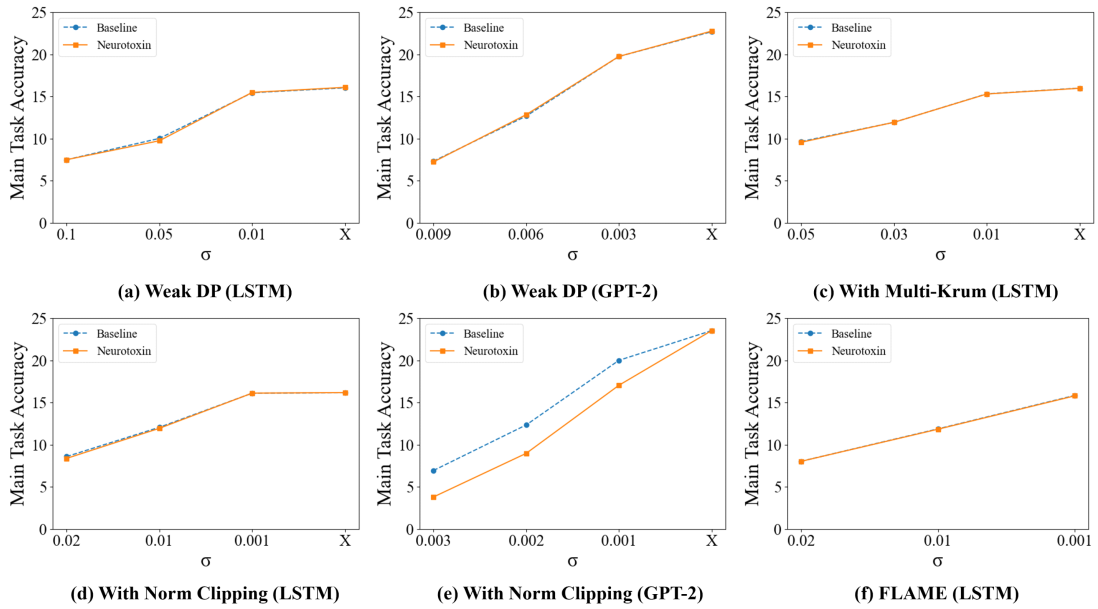 25
20
15
10
5
0
Main Task Accuracy
Baseline
Neurotoxin
0.1 0.05 0.01 X
σ
(a) Weak DP (LSTM)
25
20
15
10
5
0
Main Task Accuracy
Baseline
Neurotoxin
0.009 0.006 0.003 X
σ
(b) Weak DP (GPT-2)
25
20
15
10
5
0
Main Task Accuracy
Baseline
Neurotoxin
0.05 0.03 0.01 X
σ
(c) With Multi-Krum (LSTM)
25
20
15
10
5
0
Main Task Accuracy
Baseline
Neurotoxin
0.02 0.01 0.001 X
σ
(d) With Norm Clipping (LSTM)
25
20
15
10
5
0
Main Task Accuracy
Baseline
Neurotoxin
0.003 0.002 0.001 X
σ
(e) With Norm Clipping (GPT-2)
25
20
15
10
5
0
Main Task Accuracy
Baseline
Neurotoxin
0.02 0.01 0.001
σ
(f) FLAME (LSTM)